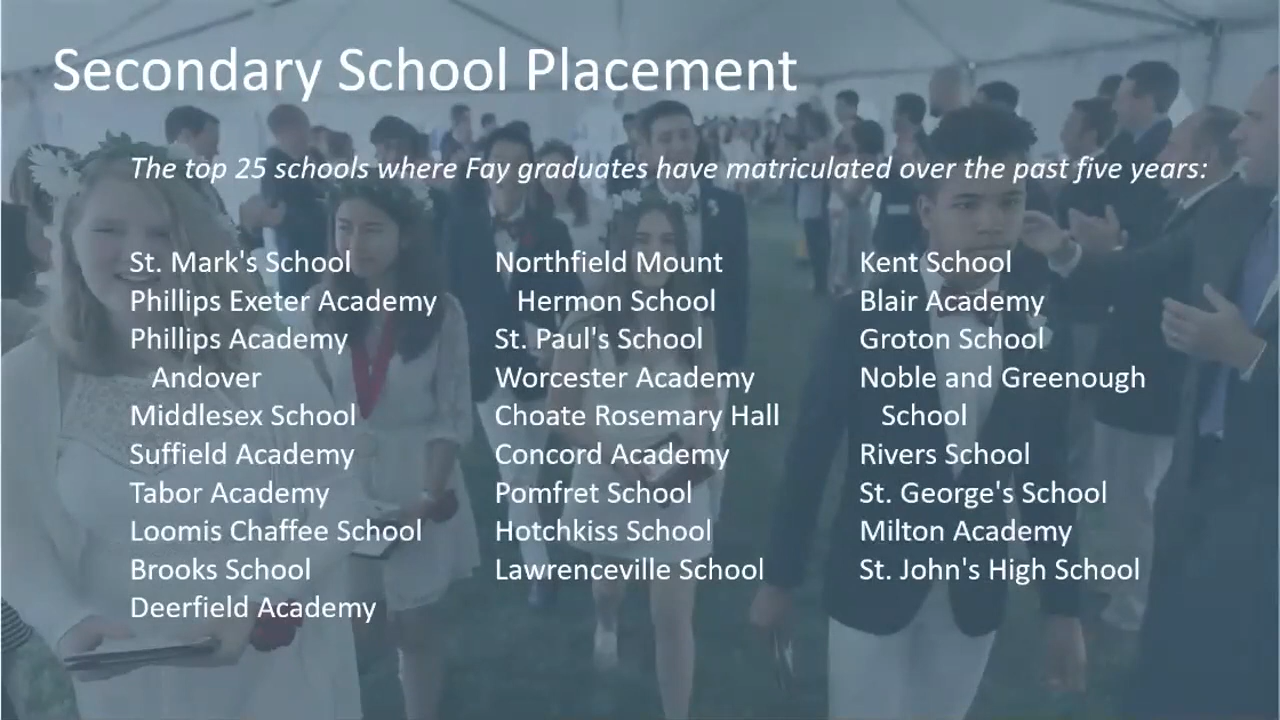 Secondary School Placement
The top 25 schools where Fay graduates have matriculated over the past five years:
St. Mark's School
Phillips Exeter Academy
Phillips Academy
Andover
Middlesex School
Suffield Academy
Tabor Academy
Loomis Chaffee School
Brooks School
Deerfield Academy
Northfield Mount
Hermon School
St. Paul's School
Worcester Academy
Choate Rosemary Hall
Concord Academy
Pomfret School
Hotchkiss School
Lawrenceville School
Kent School
Blair Academy
Groton School
Noble and Greenough
School
Rivers School
St. George's School
Milton Academy
St. John's High School